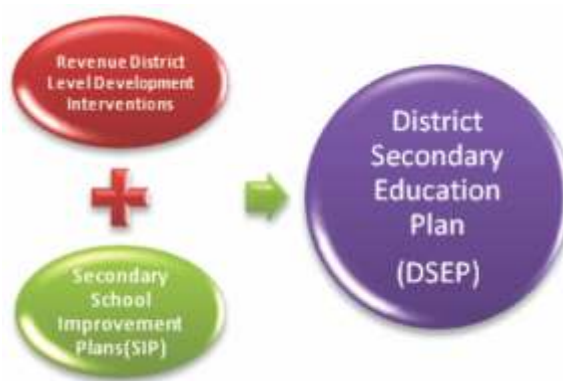 Revenue District
Level Development
Interventions
Secondary
School
Improvement
Plans(SIP)
District
Secondary
Education
Plan
(DSEP)